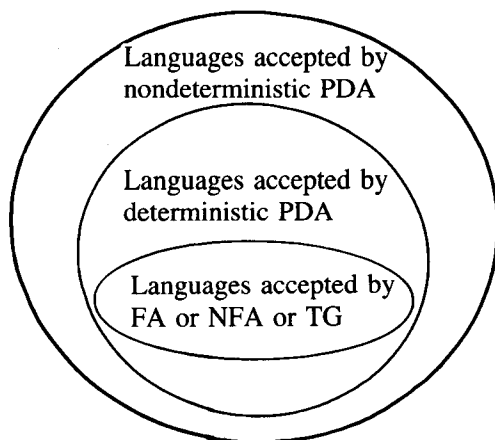 Languages accepted by
nondeterministic PDA
Languages accepted by
deterministic PDA
Languages accepted by
FA or NFA or TG